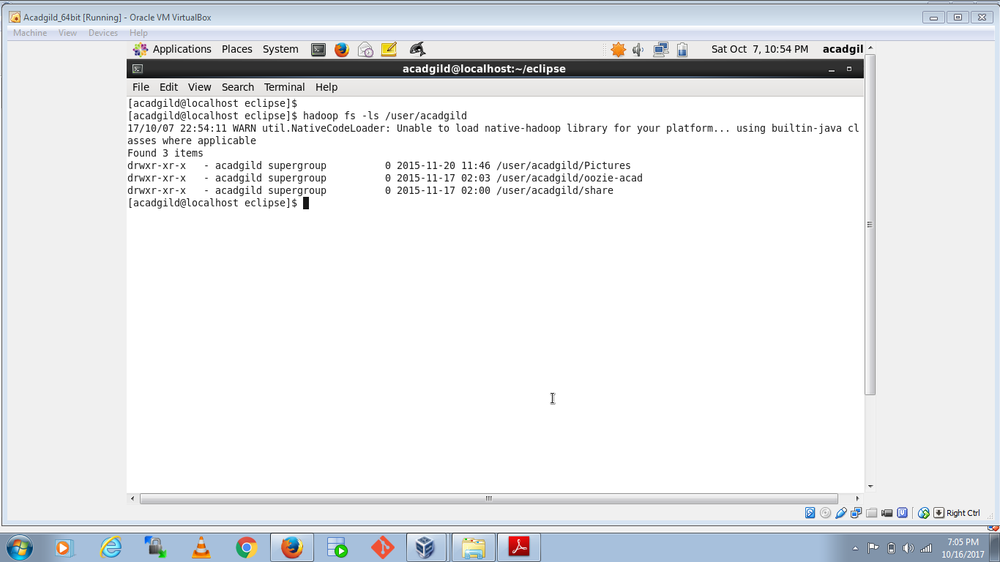 Acadgild_64bit [Running] - Oracle VM VirtualBox
Machine View Devices Help
Applications Places System Sat Oct 7, 10:54 PM acadgil
acadgild@localhost:~/eclipse
File Edit View Search Terminal Help
[acadgild@localhost eclipse]$
[acadgild@localhost eclipse]$ hadoop fs -ls /user/acadgild
17/10/07 22:54:11 WARN util.NativeCodeLoader: Unable to load native-hadoop library for your platform... using builtin-java cl
asses where applicable
Found 3 items
drwxr-xr-x   - acadgild supergroup          0 2015-11-20 11:46 /user/acadgild/Pictures
drwxr-xr-x   - acadgild supergroup          0 2015-11-17 02:03 /user/acadgild/oozie-acad
drwxr-xr-x   - acadgild supergroup          0 2015-11-17 02:00 /user/acadgild/share
[acadgild@localhost eclipse]$
Right Ctrl
7:05 PM
10/16/2017